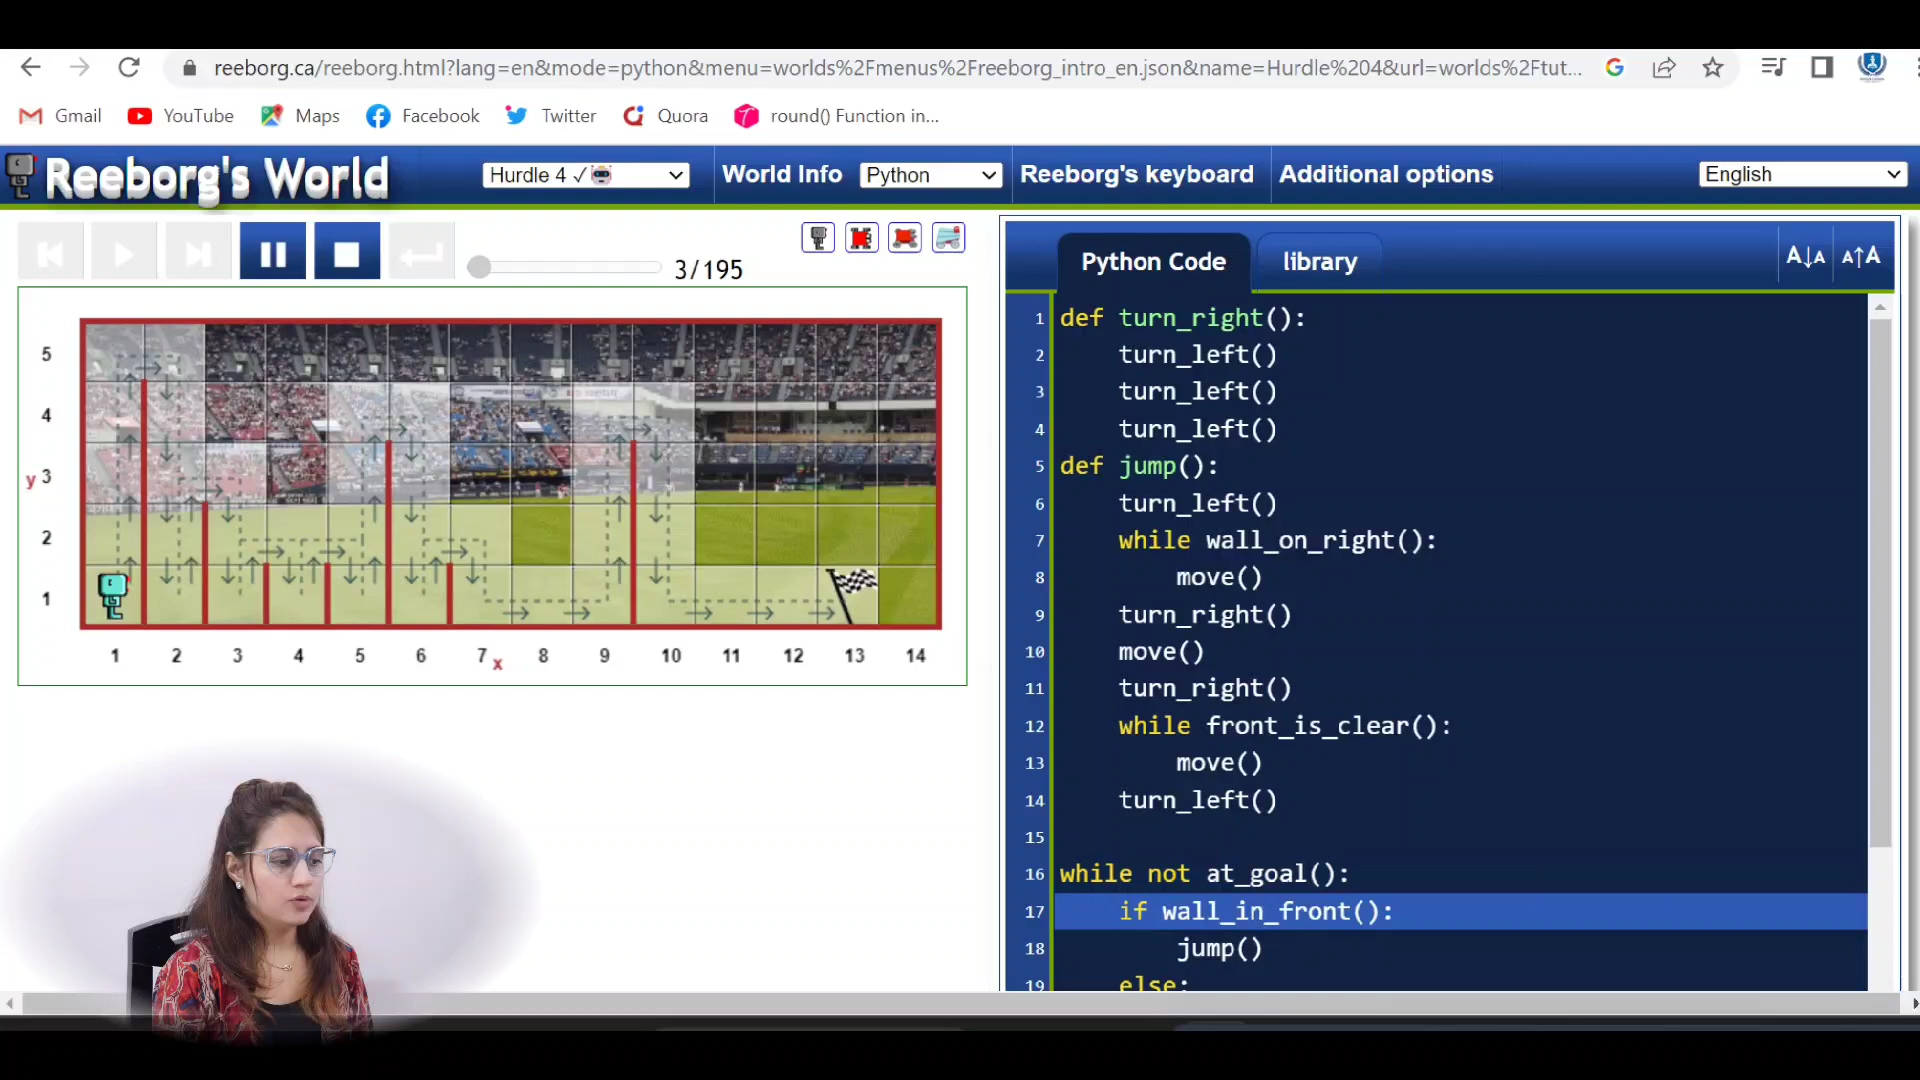 reeborg.ca/reeborg.html?lang=en&mode=python&menu=worlds%2Fmenus%2Freeborg_intro_en.json&name=Hurdle%204&url=worlds%2Ftut...
Gmail YouTube Maps Facebook Twitter Quora round() Function in...
Reeborg's World Hurdle 4 ✓ World Info Python Reeborg's keyboard Additional options English
3/195
Python Code library A↓A A↑A
5
4
y 3
2
1
1 2 3 4 5 6 7 x 8 9 10 11 12 13 14
1 def turn_right():
2 turn_left()
3 turn_left()
4 turn_left()
5 def jump():
6 turn_left()
7 while wall_on_right():
8 move()
9 turn_right()
10 move()
11 turn_right()
12 while front_is_clear():
13 move()
14 turn_left()
15
16 while not at_goal():
17 if wall_in_front():
18 jump()
19 else: